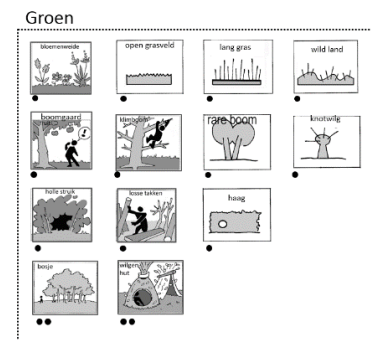 Groen
bloemenweide
open grasveld
lang gras
wild land
boomgaard
klimboom
rare boom
knotwilg
holle struik
losse takken
haag
bosje
wilgen
hut